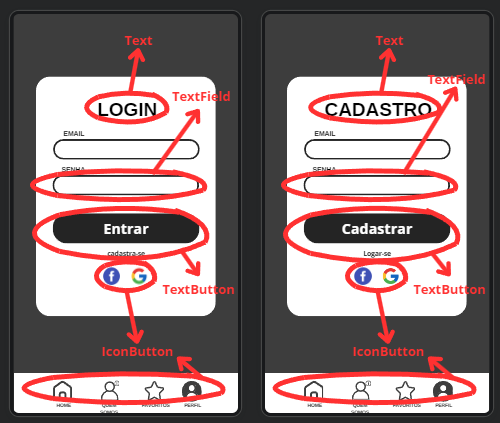 Text
LOGIN
TextField
EMAIL
SENHA
Entrar
cadastra-se
TextButton
IconButton
HOME
QUEM SOMOS
FAVORITOS
PERFIL
Text
TextField
CADASTRO
EMAIL
SENHA
Cadastrar
Logar-se
TextButton
IconButton
HOME
QUEM SOMOS
FAVORITOS
PERFIL